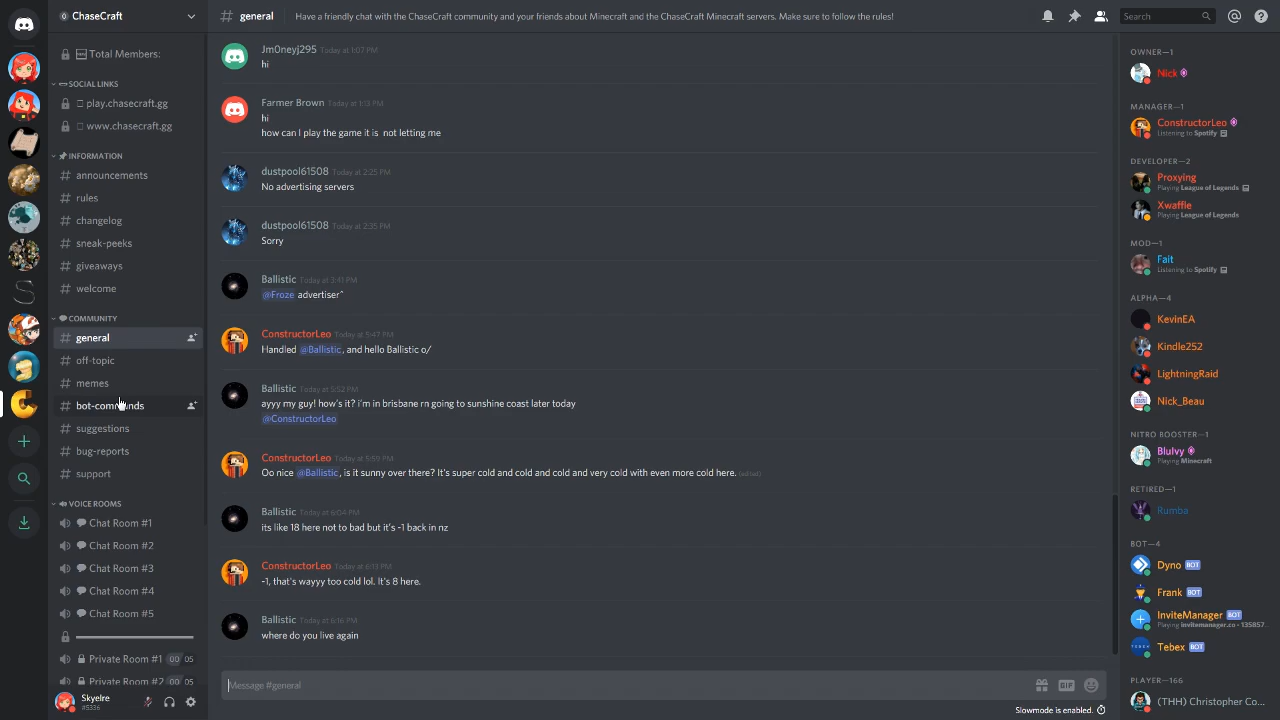 ChaseCraft
Total Members:
SOCIAL LINKS
play.chasecraft.gg
www.chasecraft.gg
INFORMATION
# announcements
# rules
# changelog
# sneak-peeks
# giveaways
# welcome
COMMUNITY
# general
# off-topic
# memes
# bot-commands
# suggestions
# bug-reports
# support
VOICE ROOMS
Chat Room #1
Chat Room #2
Chat Room #3
Chat Room #4
Chat Room #5
Private Room #1 00 05
Private Room #2 00 05
Skyelre
#5336
# general Have a friendly chat with the ChaseCraft community and your friends about Minecraft and the ChaseCraft Minecraft servers. Make sure to follow the rules!
Search
Jm0neyj295 Today at 1:07 PM
hi
Farmer Brown Today at 1:13 PM
hi
how can I play the game it is not letting me
dustpool61508 Today at 2:25 PM
No advertising servers
dustpool61508 Today at 2:35 PM
Sorry
Ballistic Today at 3:41 PM
@Froze advertiser^
ConstructorLeo Today at 5:47 PM
Handled @Ballistic, and hello Ballistic o/
Ballistic Today at 5:52 PM
ayyy my guy! how's it? i'm in brisbane rn going to sunshine coast later today
@ConstructorLeo
ConstructorLeo Today at 5:59 PM
Oo nice @Ballistic, is it sunny over there? It's super cold and cold and cold and very cold with even more cold here. (edited)
Ballistic Today at 6:04 PM
its like 18 here not to bad but it's -1 back in nz
ConstructorLeo Today at 6:13 PM
-1, that's wayyy too cold lol. It's 8 here.
Ballistic Today at 6:16 PM
where do you live again
Message #general
GIF
Slowmode is enabled.
OWNER—1
Nick
MANAGER—1
ConstructorLeo
Listening to Spotify
DEVELOPER—2
Proxying
Playing League of Legends
Xwaffle
Playing League of Legends
MOD—1
Fait
Listening to Spotify
ALPHA—4
KevinEA
Kindle252
LightningRaid
Nick_Beau
NITRO BOOSTER—1
BluIvy
Playing Minecraft
RETIRED—1
Rumba
BOT—4
Dyno BOT
Frank BOT
InviteManager BOT
Playing invitemanager.co - 135857...
Tebex BOT
PLAYER—166
(THH) Christopher Co...